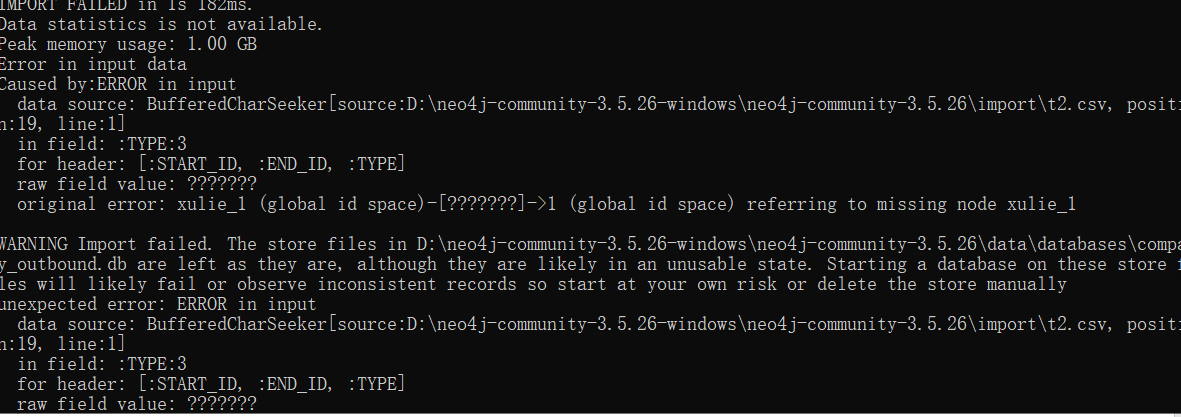 IMPORT FAILED in 1s 182ms.
Data statistics is not available.
Peak memory usage: 1.00 GB
Error in input data
Caused by:ERROR in input
  data source: BufferedCharSeeker[source:D:\neo4j-community-3.5.26-windows\neo4j-community-3.5.26\import\t2.csv, positi
n:19, line:1]
  in field: :TYPE:3
  for header: [:START_ID, :END_ID, :TYPE]
  raw field value: ???????
  original error: xulie_1 (global id space)-[???????]->1 (global id space) referring to missing node xulie_1

WARNING Import failed. The store files in D:\neo4j-community-3.5.26-windows\neo4j-community-3.5.26\data\databases\compa
y_outbound.db are left as they are, although they are likely in an unusable state. Starting a database on these store f
les will likely fail or observe inconsistent records so start at your own risk or delete the store manually
unexpected error: ERROR in input
  data source: BufferedCharSeeker[source:D:\neo4j-community-3.5.26-windows\neo4j-community-3.5.26\import\t2.csv, positi
n:19, line:1]
  in field: :TYPE:3
  for header: [:START_ID, :END_ID, :TYPE]
  raw field value: ???????